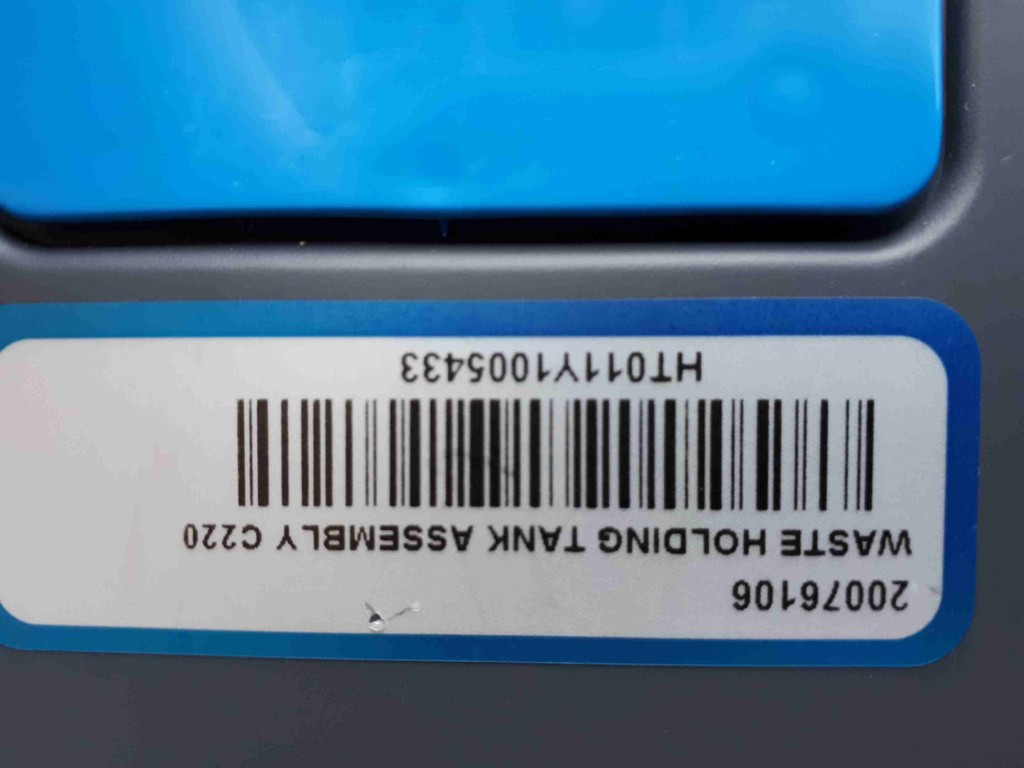 20076106
WASTE HOLDING TANK ASSEMBLY C220
HT011Y1005433